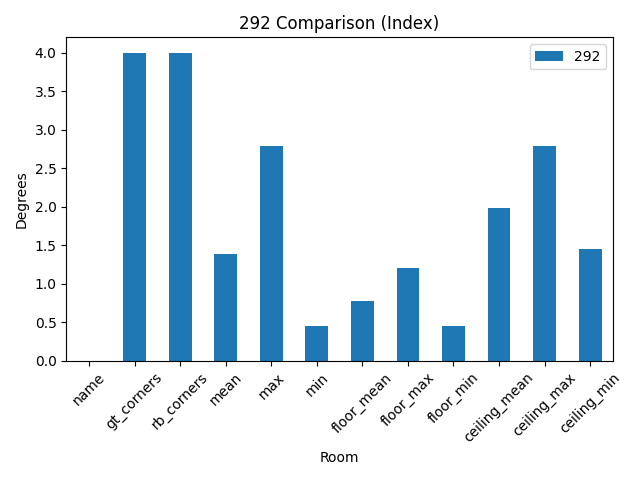 292 Comparison (Index)
292
Degrees
4.0
3.5
3.0
2.5
2.0
1.5
1.0
0.5
0.0
name
gt_corners
rb_corners
mean
max
min
floor_mean
floor_max
floor_min
ceiling_mean
ceiling_max
ceiling_min
Room